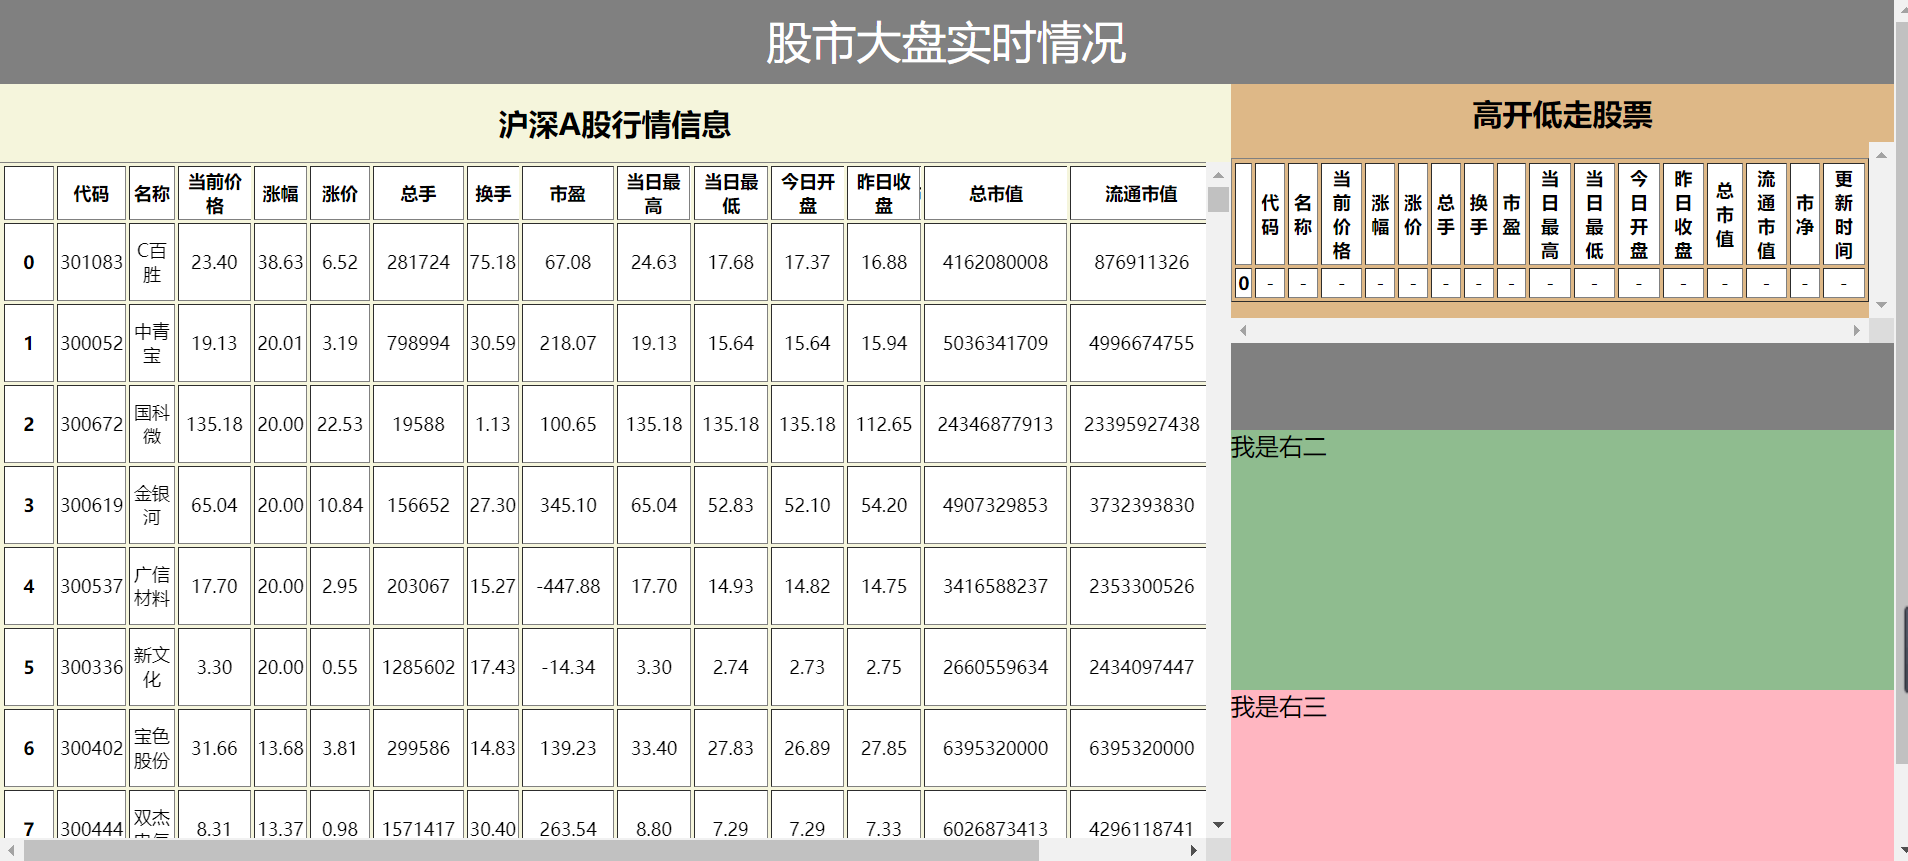 股市大盘实时情况
沪深A股行情信息
代码 名称 当前价格 涨幅 涨价 总手 换手 市盈 当日最高 当日最低 今日开盘 昨日收盘 总市值 流通市值
0 301083 C百胜 23.40 38.63 6.52 281724 75.18 67.08 24.63 17.68 17.37 16.88 4162080008 876911326
1 300052 中青宝 19.13 20.01 3.19 798994 30.59 218.07 19.13 15.64 15.64 15.94 5036341709 4996674755
2 300672 国科微 135.18 20.00 22.53 19588 1.13 100.65 135.18 135.18 135.18 112.65 24346877913 23395927438
3 300619 金银河 65.04 20.00 10.84 156652 27.30 345.10 65.04 52.83 52.10 54.20 4907329853 3732393830
4 300537 广信材料 17.70 20.00 2.95 203067 15.27 -447.88 17.70 14.93 14.82 14.75 3416588237 2353300526
5 300336 新文化 3.30 20.00 0.55 1285602 17.43 -14.34 3.30 2.74 2.73 2.75 2660559634 2434097447
6 300402 宝色股份 31.66 13.68 3.81 299586 14.83 139.23 33.40 27.83 26.89 27.85 6395320000 6395320000
7 300444 双杰 8.31 13.37 0.98 1571417 30.40 263.54 8.80 7.29 7.29 7.33 6026873413 4296118741
高开低走股票
代码 名称 当前价格 涨幅 涨价 总手 换手 市盈 当日最高 当日最低 今日开盘 昨日收盘 总市值 流通市值 市净 更新时间
0 - - - - - - - - - - - - - - - -
我是右二
我是右三